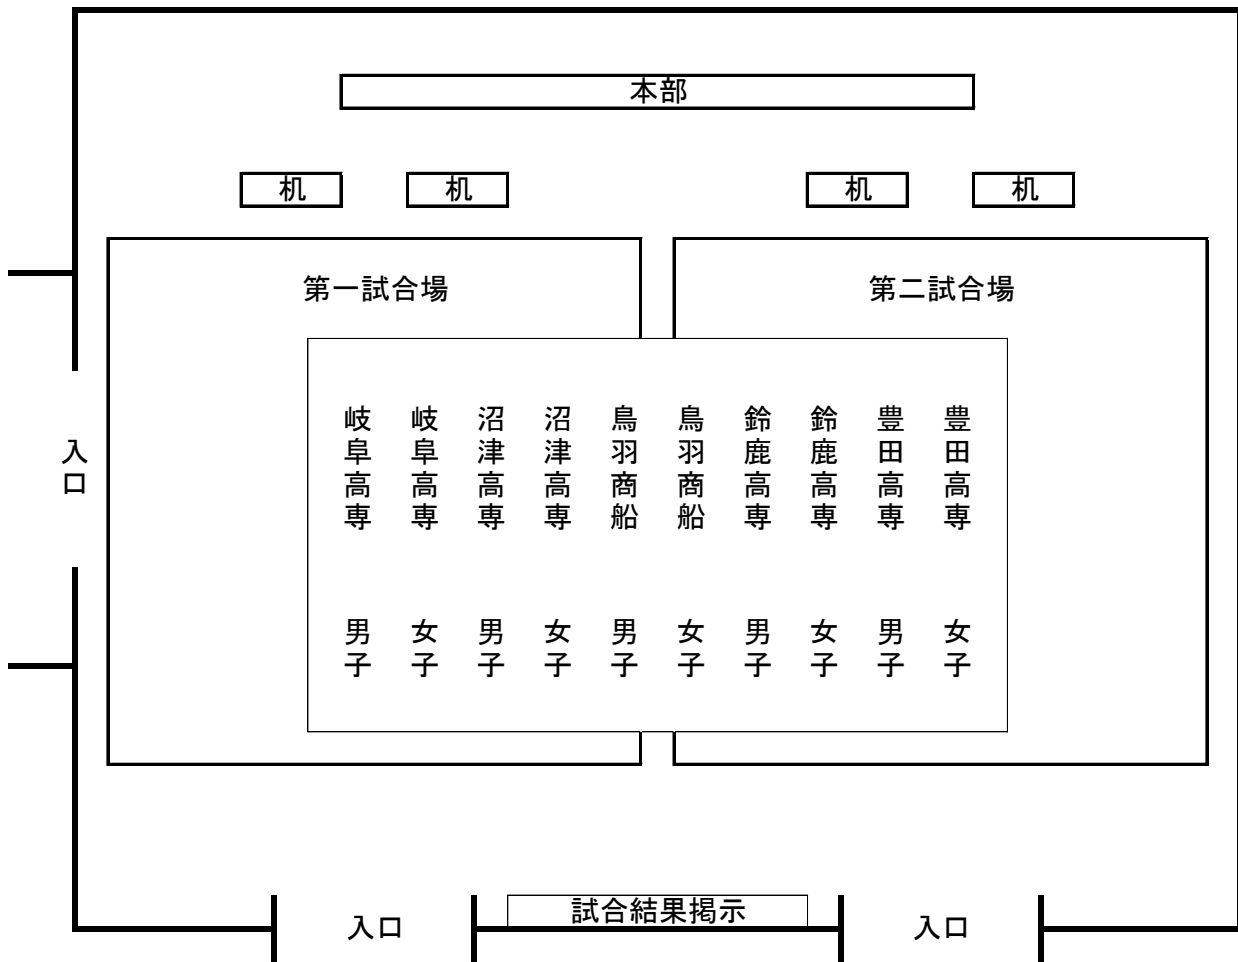 本部
机
机
机
机
第一試合場
第二試合場
岐阜高専 男子
岐阜高専 女子
沼津高専 男子
沼津高専 女子
鳥羽商船 男子
鳥羽商船 女子
鈴鹿高専 男子
鈴鹿高専 女子
豊田高専 男子
豊田高専 女子
入口
入口
試合結果掲示
入口